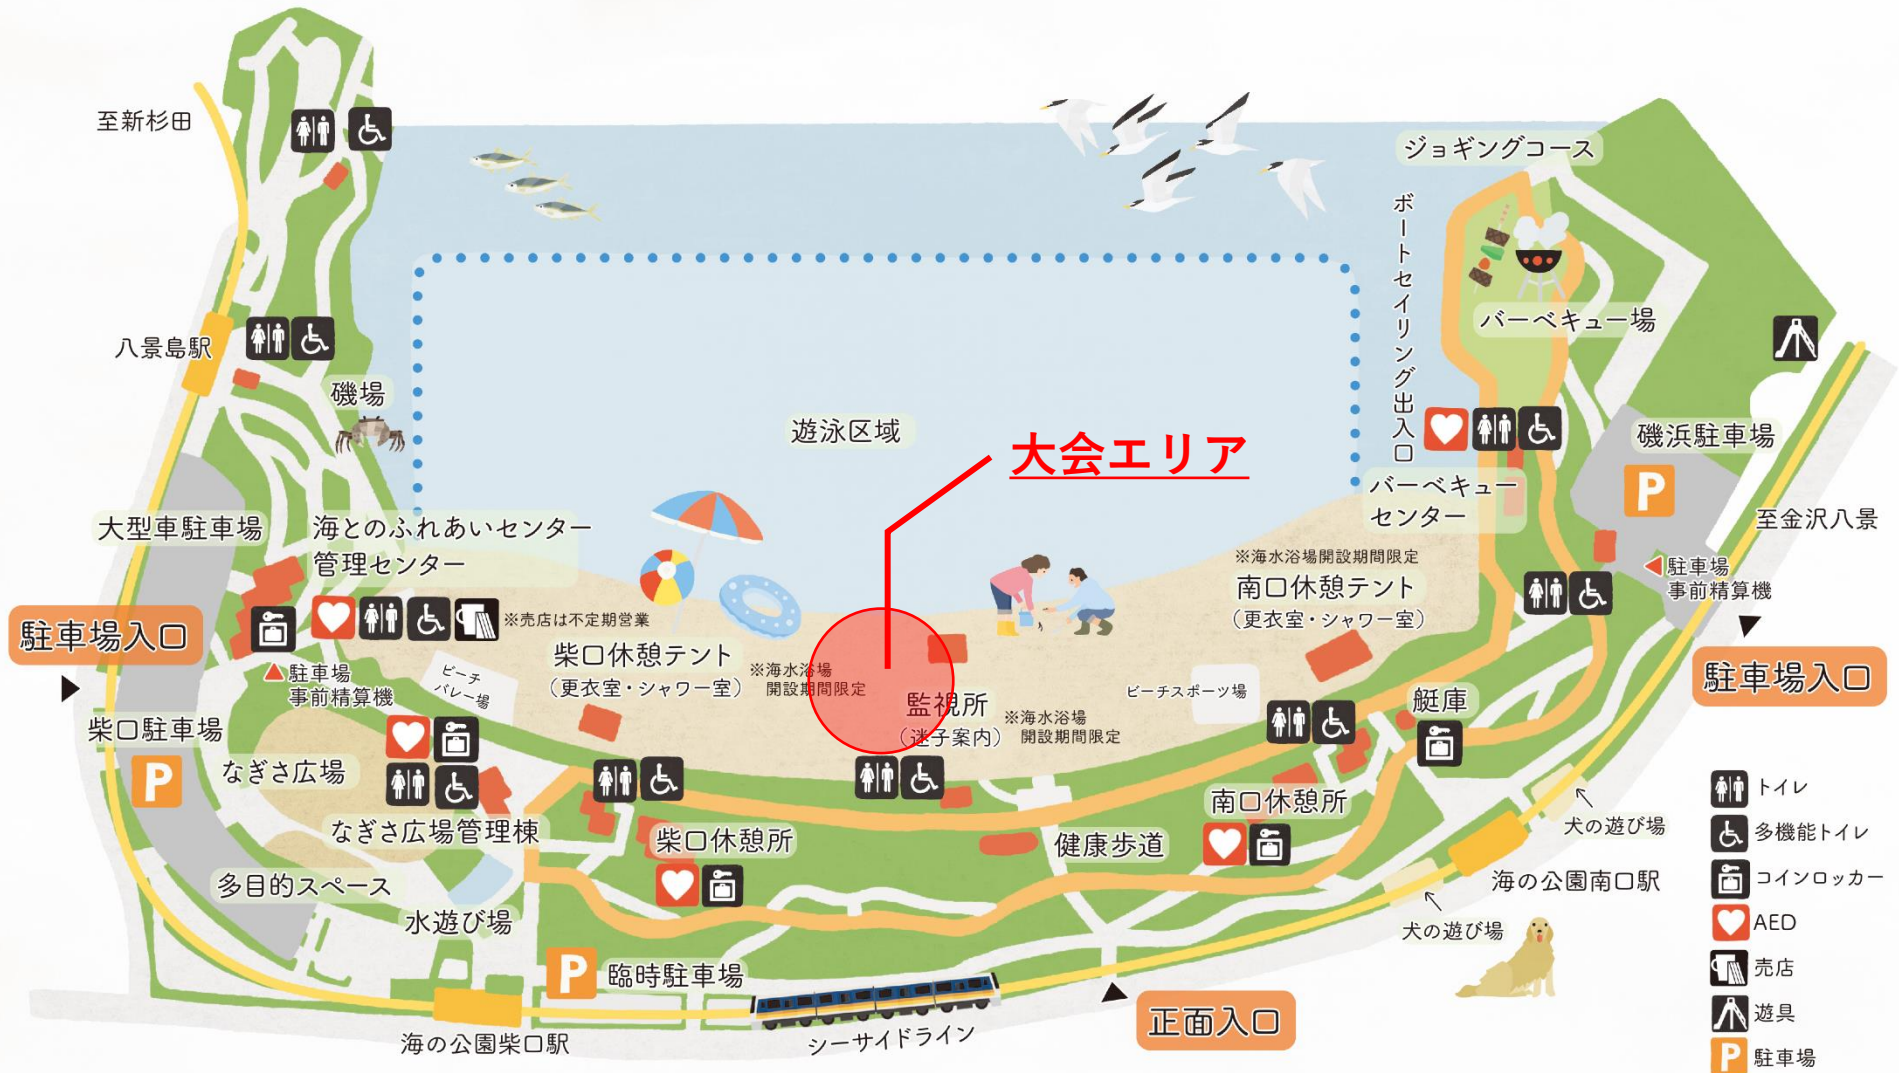 至新杉田
ジョギングコース
ボートセイリング出入口
バーベキュー場
八景島駅
磯場
遊泳区域
大会エリア
磯浜駐車場
P
バーベキュー
センター
至金沢八景
大型車駐車場
海とのふれあいセンター
管理センター
※海水浴場開設期間限定
南口休憩テント
(更衣室・シャワー室)
駐車場
事前精算機
駐車場入口
※売店は不定期営業
柴口休憩テント
(更衣室・シャワー室)
※海水浴場
開設期間限定
駐車場
事前精算機
ビーチ
バレー場
監視所
(迷子案内)
※海水浴場
開設期間限定
ビーチスポーツ場
艇庫
駐車場入口
柴口駐車場
P
なぎさ広場
なぎさ広場管理棟
柴口休憩所
健康歩道
南口休憩所
犬の遊び場
多目的スペース
水遊び場
海の公園南口駅
犬の遊び場
P
臨時駐車場
海の公園柴口駅
シーサイドライン
正面入口
トイレ
多機能トイレ
コインロッカー
AED
売店
遊具
P
駐車場